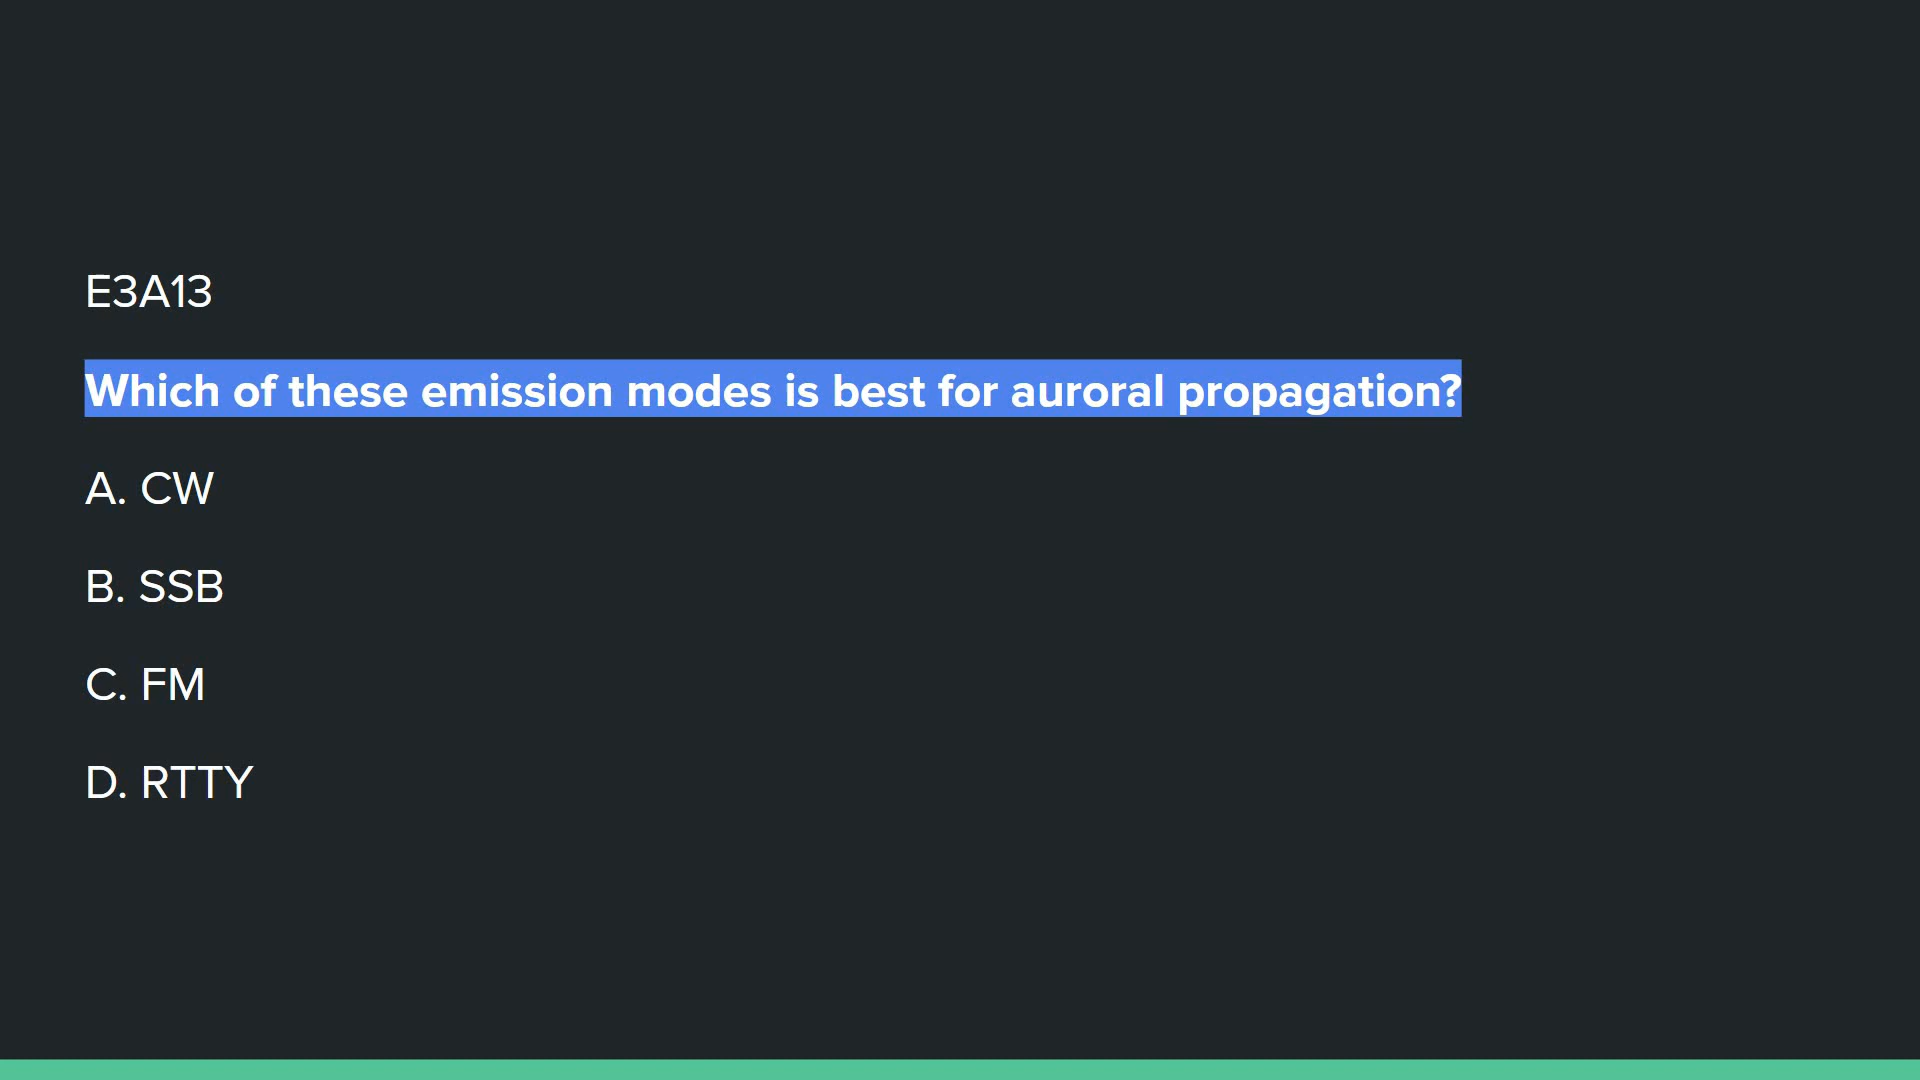 E3A13
Which of these emission modes is best for auroral propagation?
A. CW
B. SSB
C. FM
D. RTTY